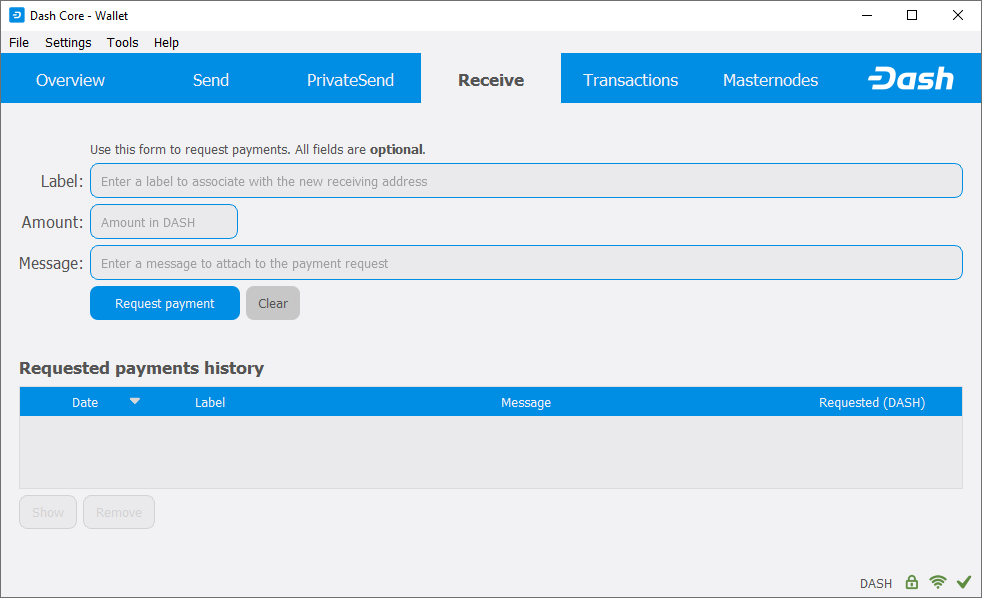 Dash Core - Wallet
File Settings Tools Help
Overview Send PrivateSend Receive Transactions Masternodes Dash
Use this form to request payments. All fields are optional.
Label: Enter a label to associate with the new receiving address
Amount: Amount in DASH
Message: Enter a message to attach to the payment request
Request payment Clear
Requested payments history
Date Label Message Requested (DASH)
Show Remove
DASH